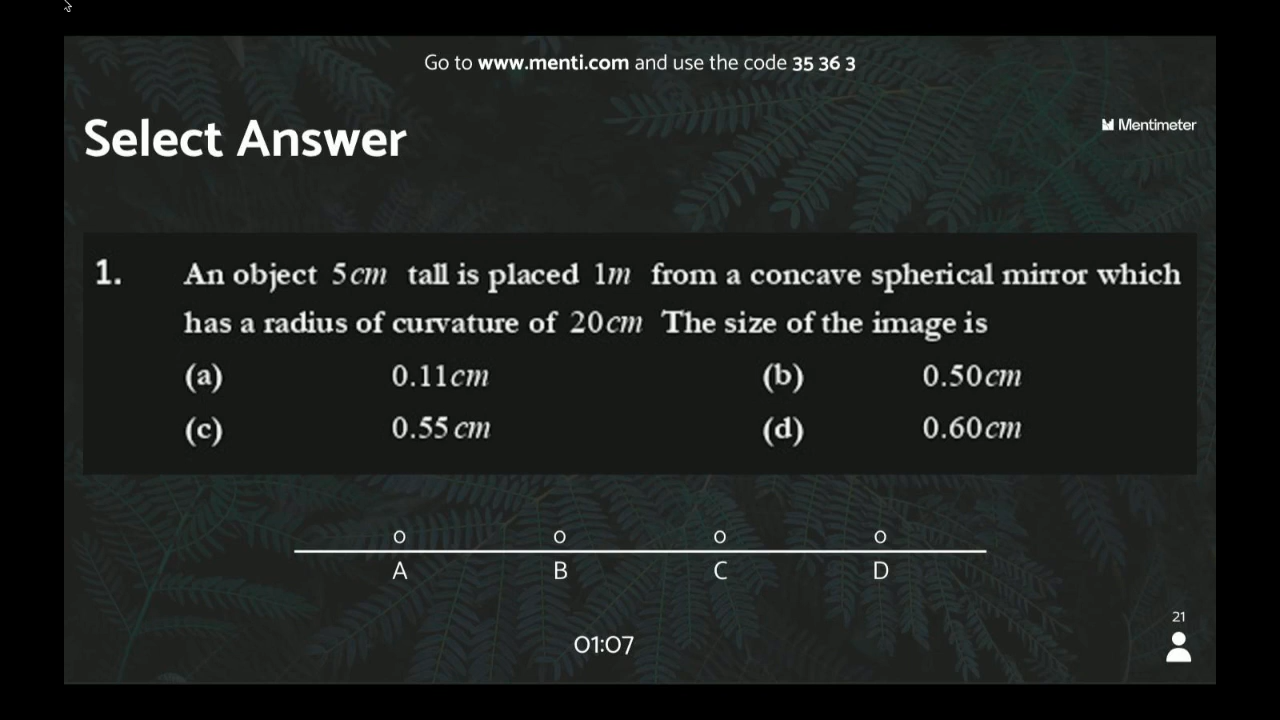 Go to www.menti.com and use the code 35 36 3
Select Answer
Mentimeter
1. An object 5cm tall is placed 1m from a concave spherical mirror which
has a radius of curvature of 20cm The size of the image is
(a) 0.11cm (b) 0.50cm
(c) 0.55cm (d) 0.60cm
0 0 0 0
A B C D
01:07
21